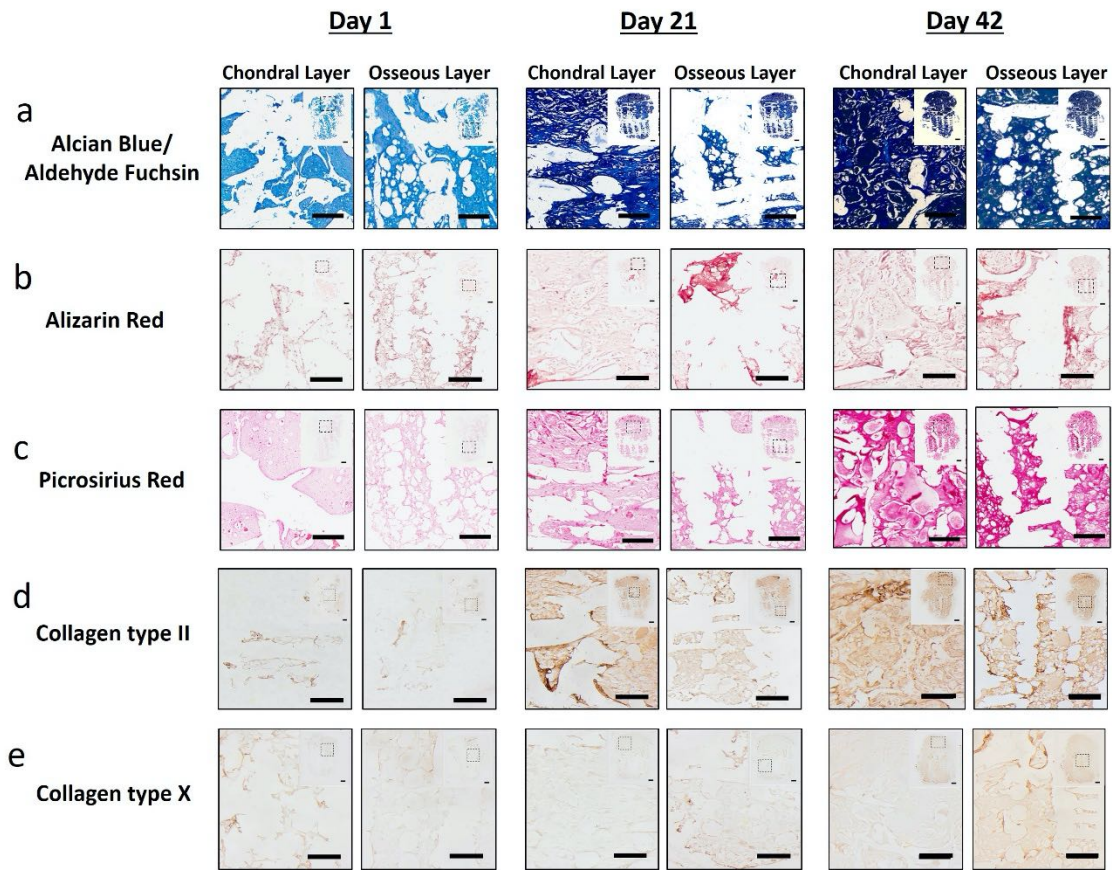 Day 1 Day 21 Day 42
Chondral Layer Osseous Layer Chondral Layer Osseous Layer Chondral Layer Osseous Layer
a
Alcian Blue/
Aldehyde Fuchsin
b
Alizarin Red
c
Picrosirius Red
d
Collagen type II
e
Collagen type X